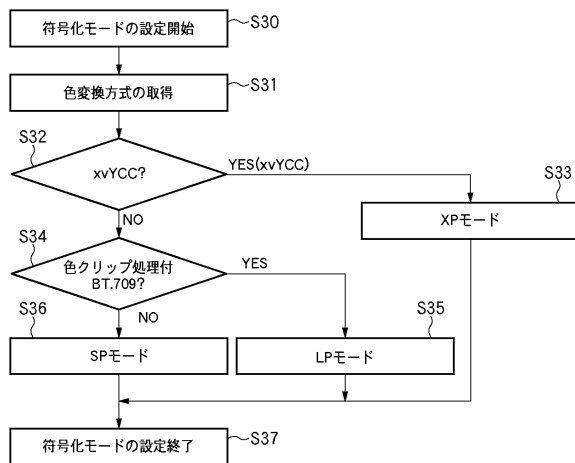 符号化モードの設定開始
S30
色変換方式の取得
S31
S32
xvYCC?
YES(xvYCC)
S33
XPモード
NO
S34
色クリップ処理付
BT.709?
YES
NO
S36
SPモード
S35
LPモード
符号化モードの設定終了
S37